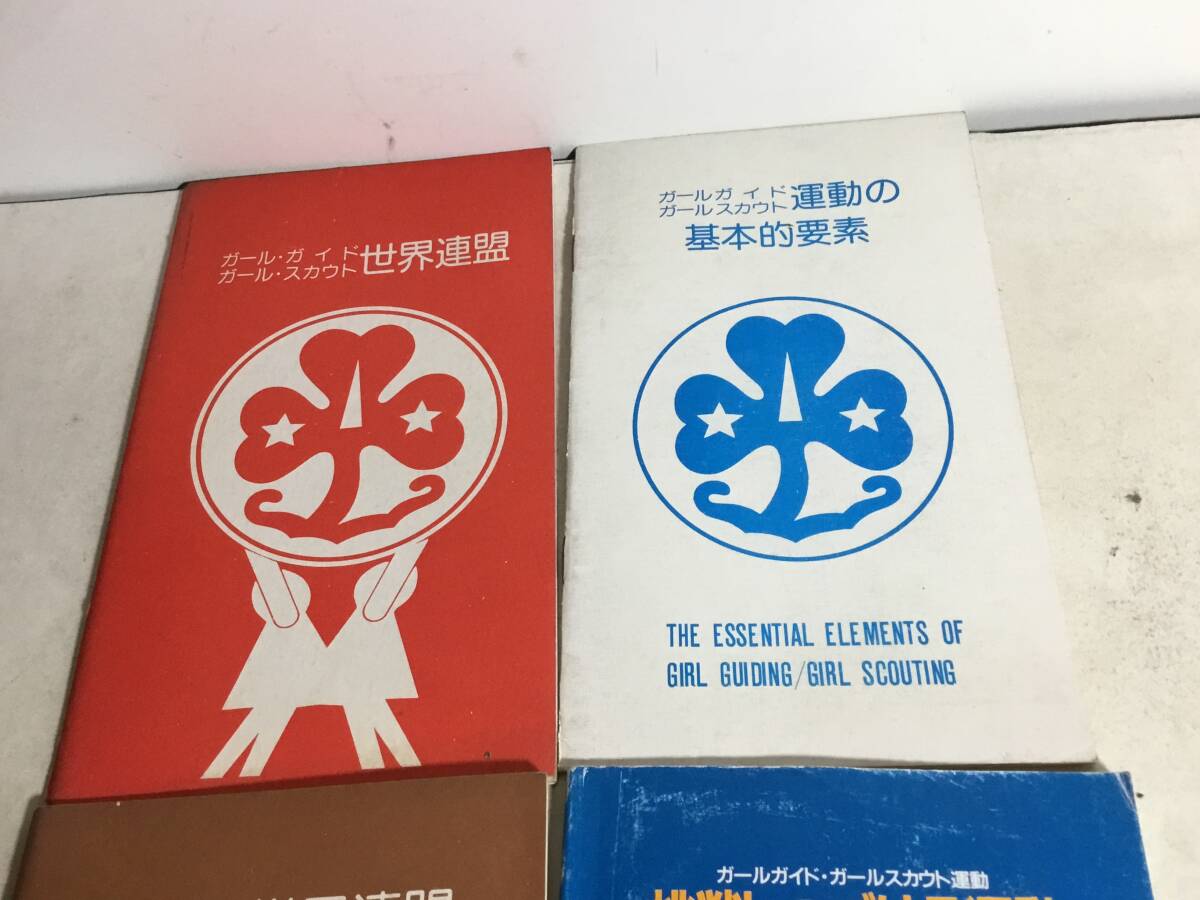 ガール・ガイド
ガール・スカウト世界連盟
ガールガイド
ガールスカウト運動の
基本的要素
THE ESSENTIAL ELEMENTS OF
GIRL GUIDING/GIRL SCOUTING
界連盟
ガールガイド・ガールスカウト運動